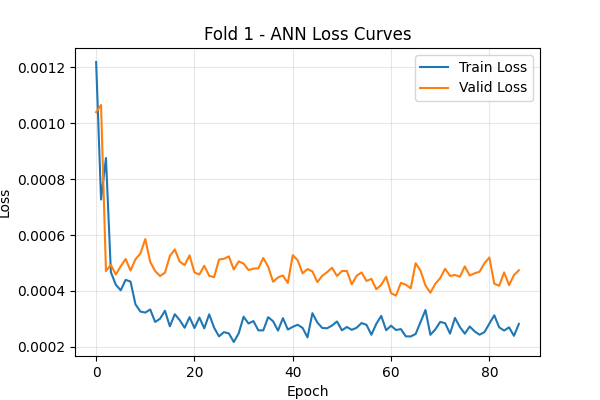 Fold 1 - ANN Loss Curves
Train Loss
Valid Loss
0.0012
0.0010
0.0008
0.0006
0.0004
0.0002
Loss
0
20
40
60
80
Epoch